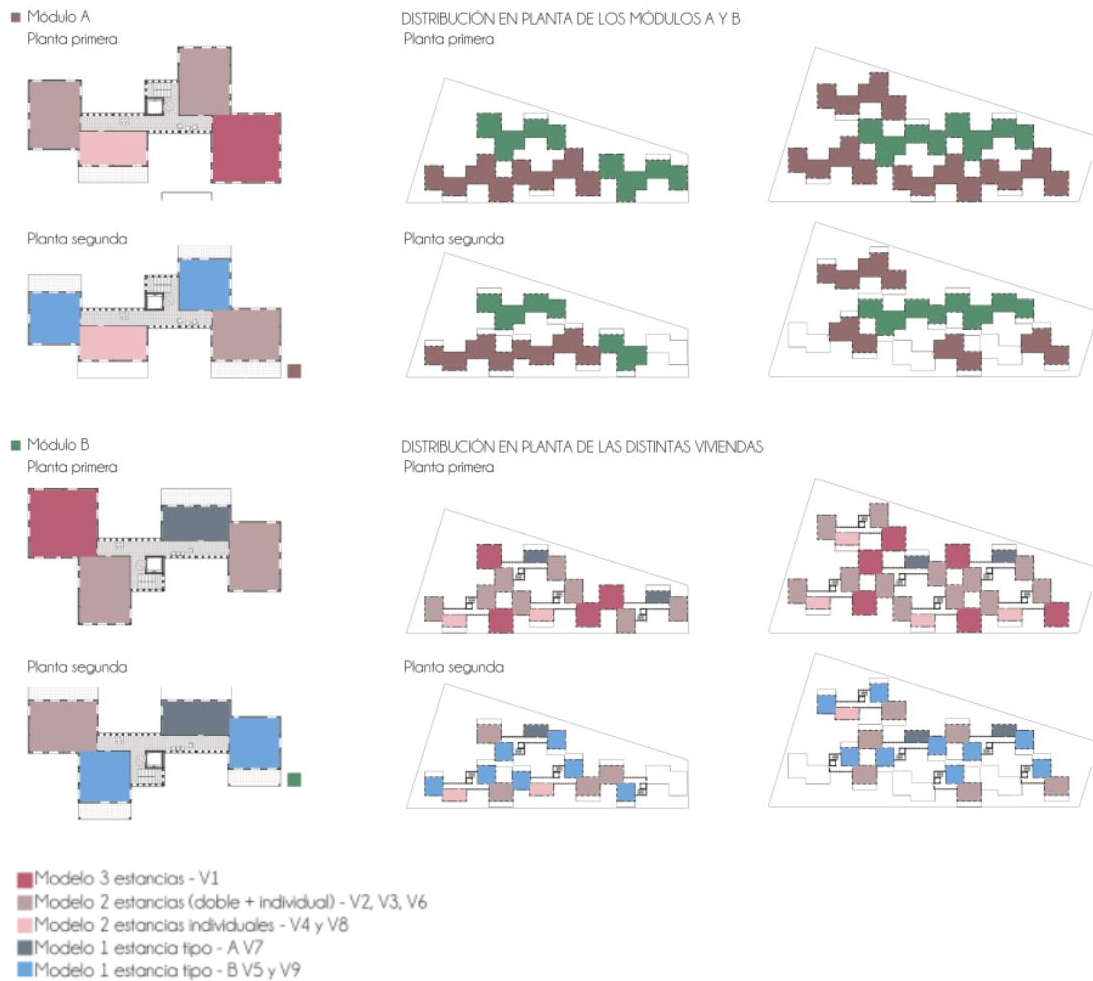 Módulo A
Planta primera
Planta segunda
DISTRIBUCIÓN EN PLANTA DE LOS MÓDULOS A Y B
Planta primera
Planta segunda
Módulo B
Planta primera
Planta segunda
DISTRIBUCIÓN EN PLANTA DE LAS DISTINTAS VIVIENDAS
Planta primera
Planta segunda
Modelo 3 estancias - V1
Modelo 2 estancias (doble + individual) - V2, V3, V6
Modelo 2 estancias individuales - V4 y V8
Modelo 1 estancia tipo - A V7
Modelo 1 estancia tipo - B V5 y V9